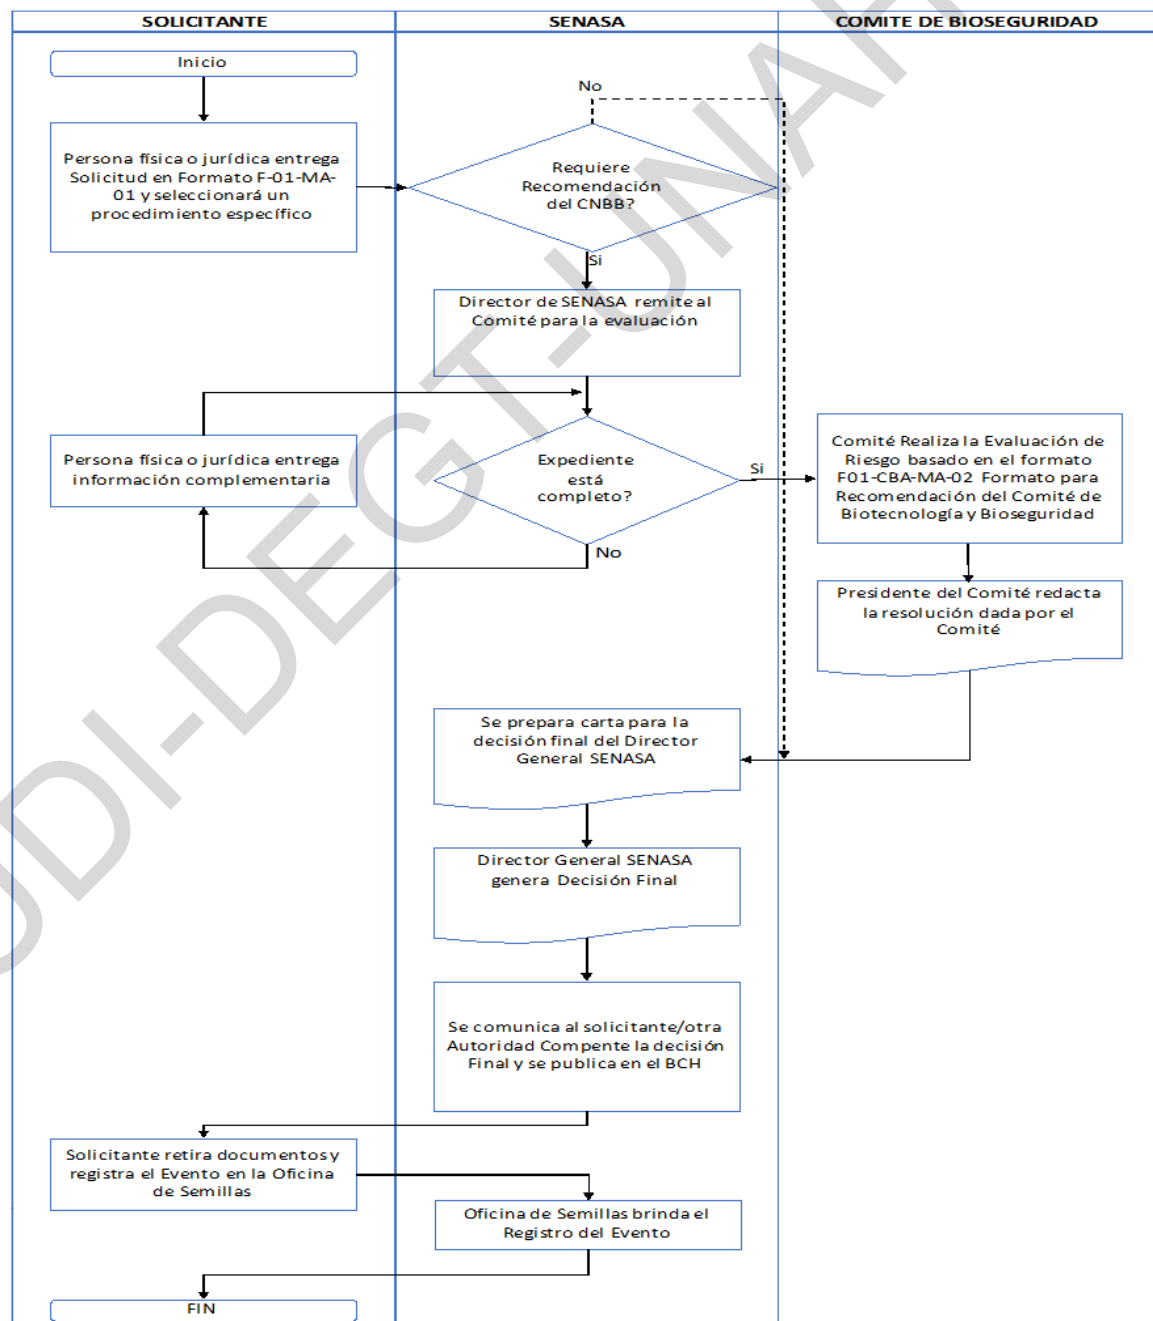 SOLICITANTE
SENASA
COMITE DE BIOSEGURIDAD
Inicio
No
Persona física o jurídica entrega
Solicitud en Formato F-01-MA-
01 y seleccionará un
procedimiento específico
Requiere
Recomendación
del CNBB?
Si
Director de SENASA remite al
Comité para la evaluación
Persona física o jurídica entrega
información complementaria
Expediente
está
completo?
Si
No
Comité Realiza la Evaluación de
Riesgo basado en el formato
F01-CBA-MA-02 Formato para
Recomendación del Comité de
Biotecnología y Bioseguridad
Presidente del Comité redacta
la resolución dada por el
Comité
Se prepara carta para la
decisión final del Director
General SENASA
Director General SENASA
genera Decisión Final
Se comunica al solicitante/otra
Autoridad Compente la decisión
Final y se publica en el BCH
Solicitante retira documentos y
registra el Evento en la Oficina
de Semillas
Oficina de Semillas brinda el
Registro del Evento
FIN
UDI-DEGT-UNAH